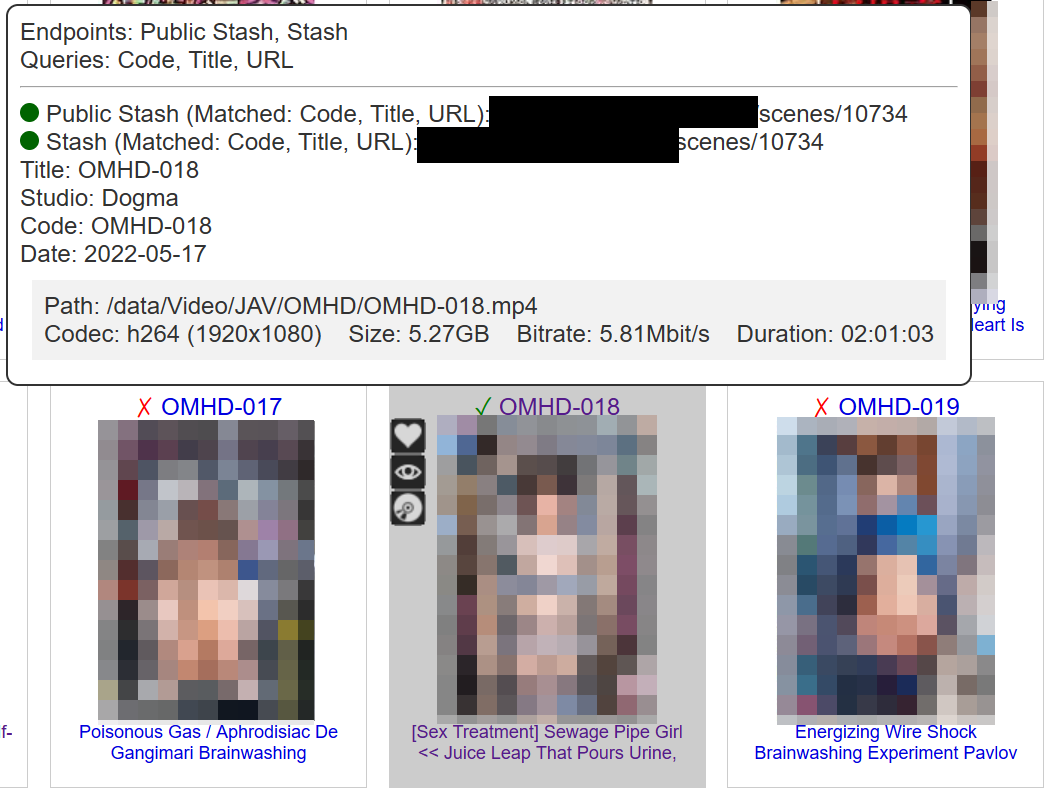 Endpoints: Public Stash, Stash
Queries: Code, Title, URL
Public Stash (Matched: Code, Title, URL): /scenes/10734
Stash (Matched: Code, Title, URL): scenes/10734
Title: OMHD-018
Studio: Dogma
Code: OMHD-018
Date: 2022-05-17
Path: /data/Video/JAV/OMHD/OMHD-018.mp4
Codec: h264 (1920x1080) Size: 5.27GB Bitrate: 5.81Mbit/s Duration: 02:01:03
ying
eart Is
✗ OMHD-017
✓ OMHD-018
✗ OMHD-019
f-
Poisonous Gas / Aphrodisiac De
Gangimari Brainwashing
[Sex Treatment] Sewage Pipe Girl
<< Juice Leap That Pours Urine,
Energizing Wire Shock
Brainwashing Experiment Pavlov